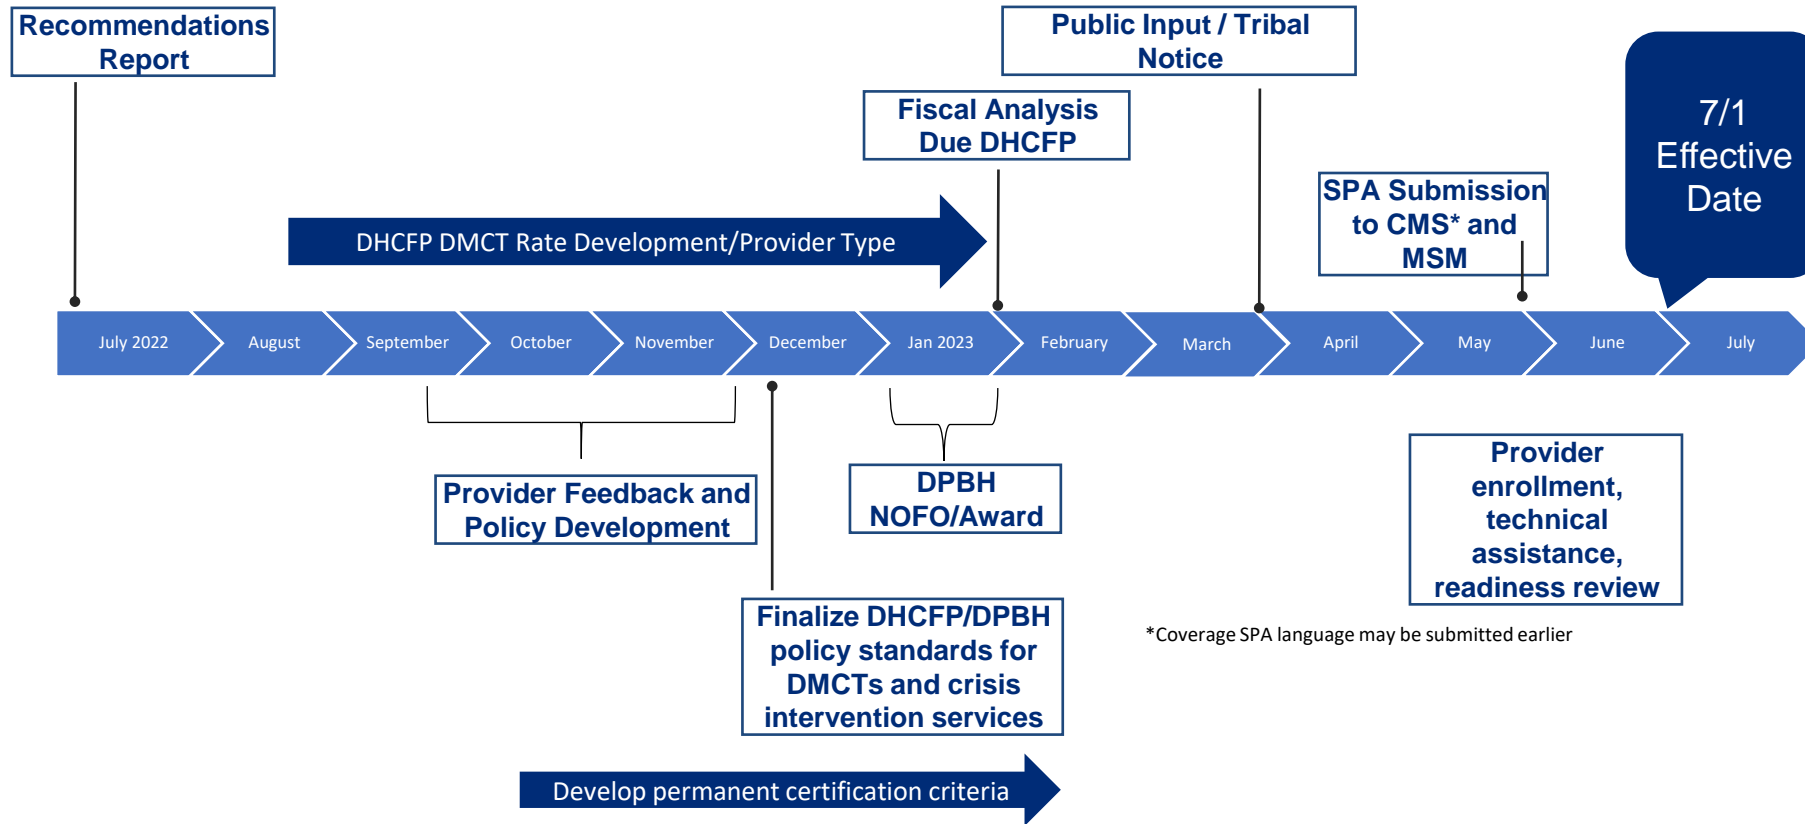 Recommendations
Report
Public Input / Tribal
Notice
Fiscal Analysis
Due DHCFP
7/1
Effective
Date
SPA Submission
to CMS* and
MSM
DHCFP DMCT Rate Development/Provider Type
July 2022
August
September
October
November
December
Jan 2023
February
March
April
May
June
July
Provider Feedback and
Policy Development
DPBH
NOFO/Award
Provider
enrollment,
technical
assistance,
readiness review
Finalize DHCFP/DPBH
policy standards for
DMCTs and crisis
intervention services
*Coverage SPA language may be submitted earlier
Develop permanent certification criteria